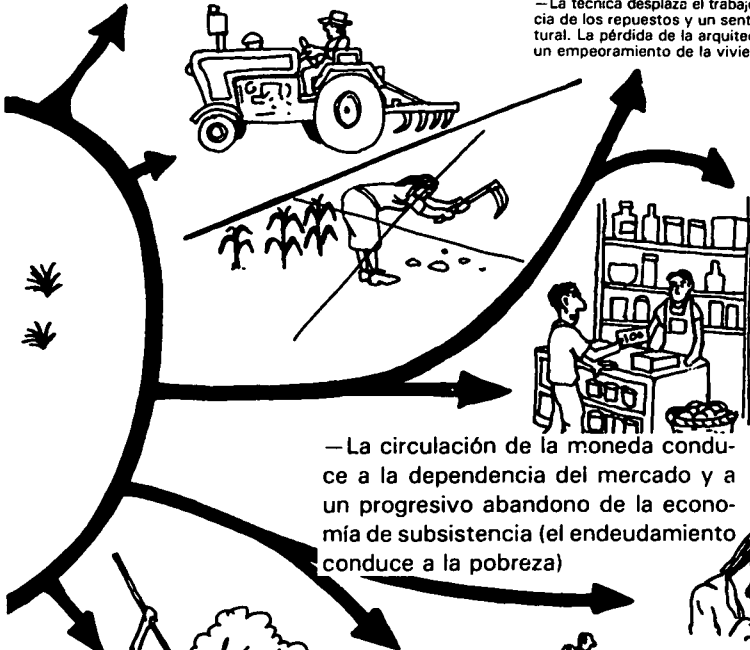 —La técnica desplaza el trabajo
cia de los repuestos y un sent
tural. La pérdida de la arquitec
un empeoramiento de la vivie
100
—La circulación de la moneda condu-
ce a la dependencia del mercado y a
un progresivo abandono de la econo-
mía de subsistencia (el endeudamiento
conduce a la pobreza)